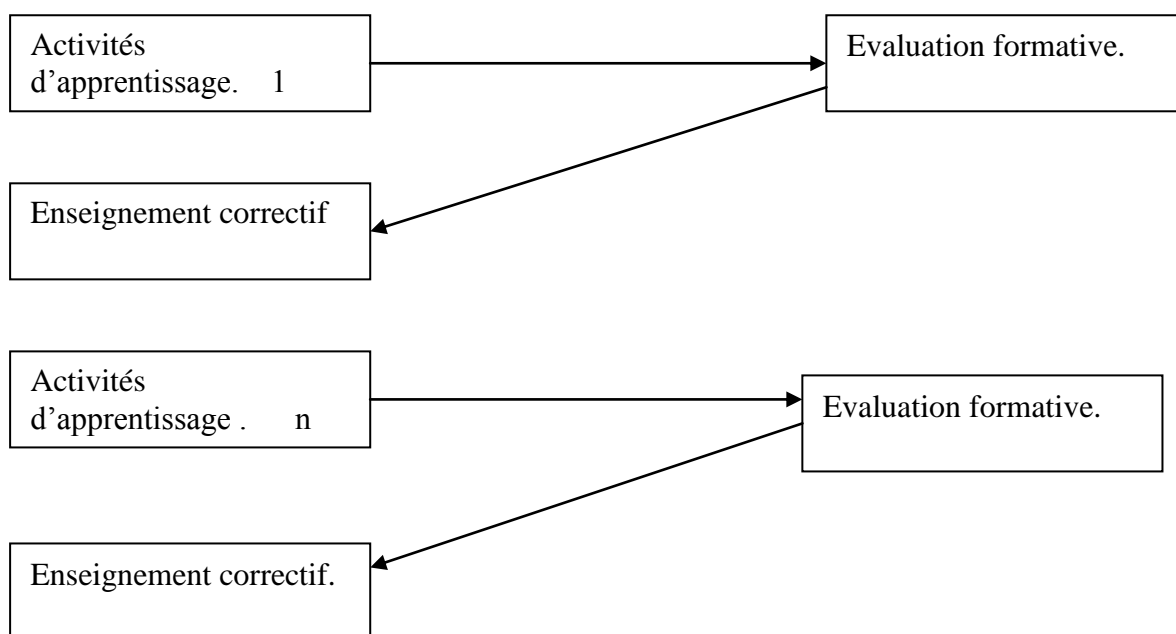 Activités
d’apprentissage. 1
Evaluation formative.
Enseignement correctif
Activités
d’apprentissage . n
Evaluation formative.
Enseignement correctif.